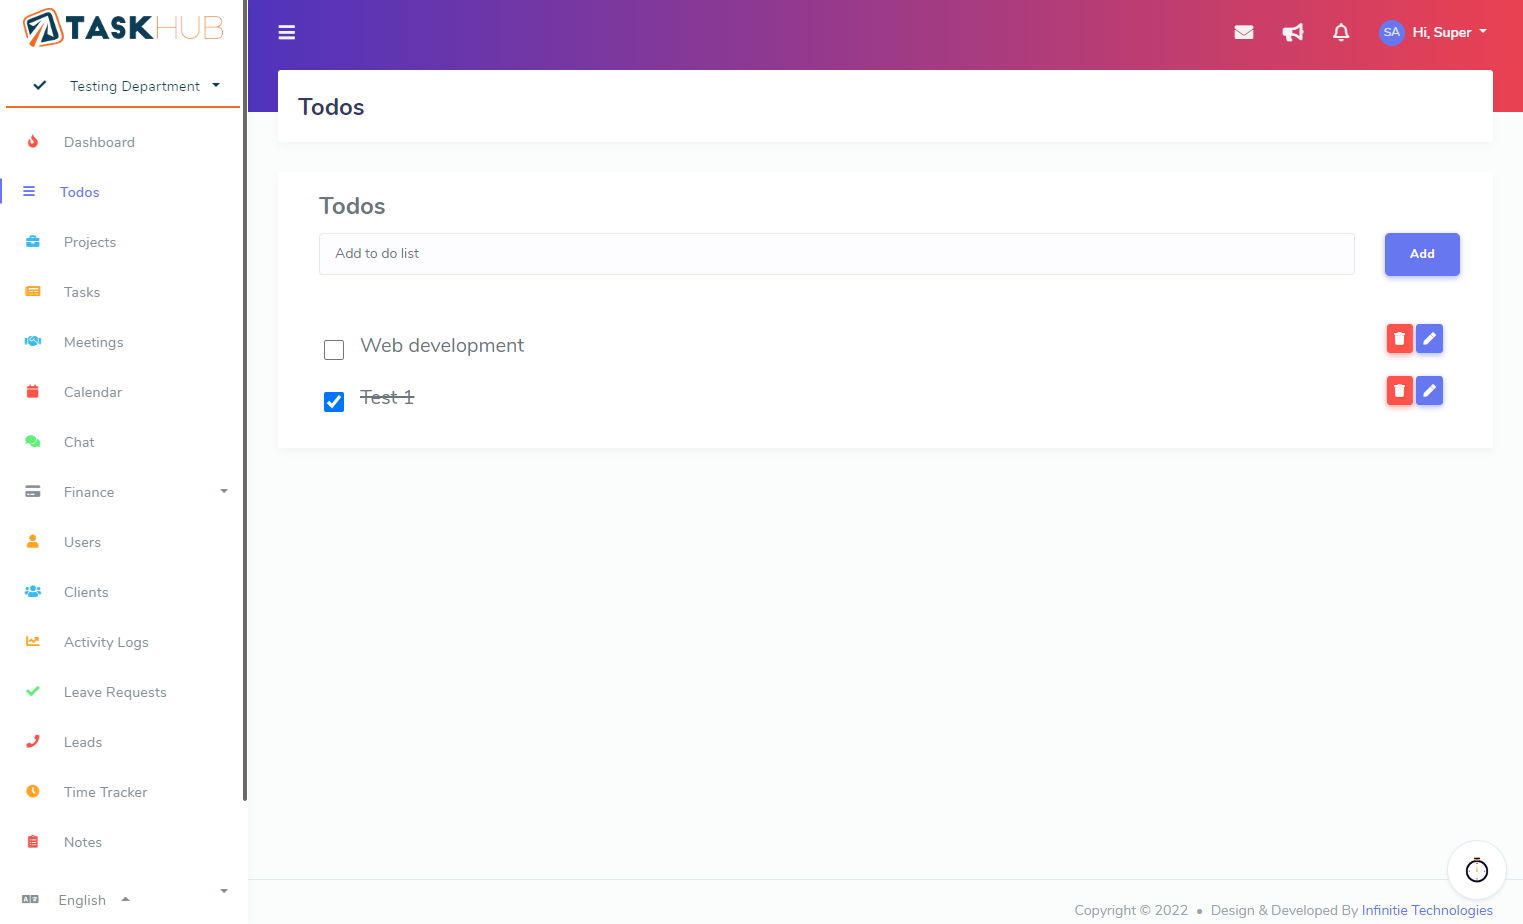 TASKHUB
Testing Department
Dashboard
Todos
Projects
Tasks
Meetings
Calendar
Chat
Finance
Users
Clients
Activity Logs
Leave Requests
Leads
Time Tracker
Notes
English
SA Hi, Super
Todos
Todos
Add to do list
Add
Web development
Test 1
Copyright © 2022 • Design & Developed By Infinitie Technologies